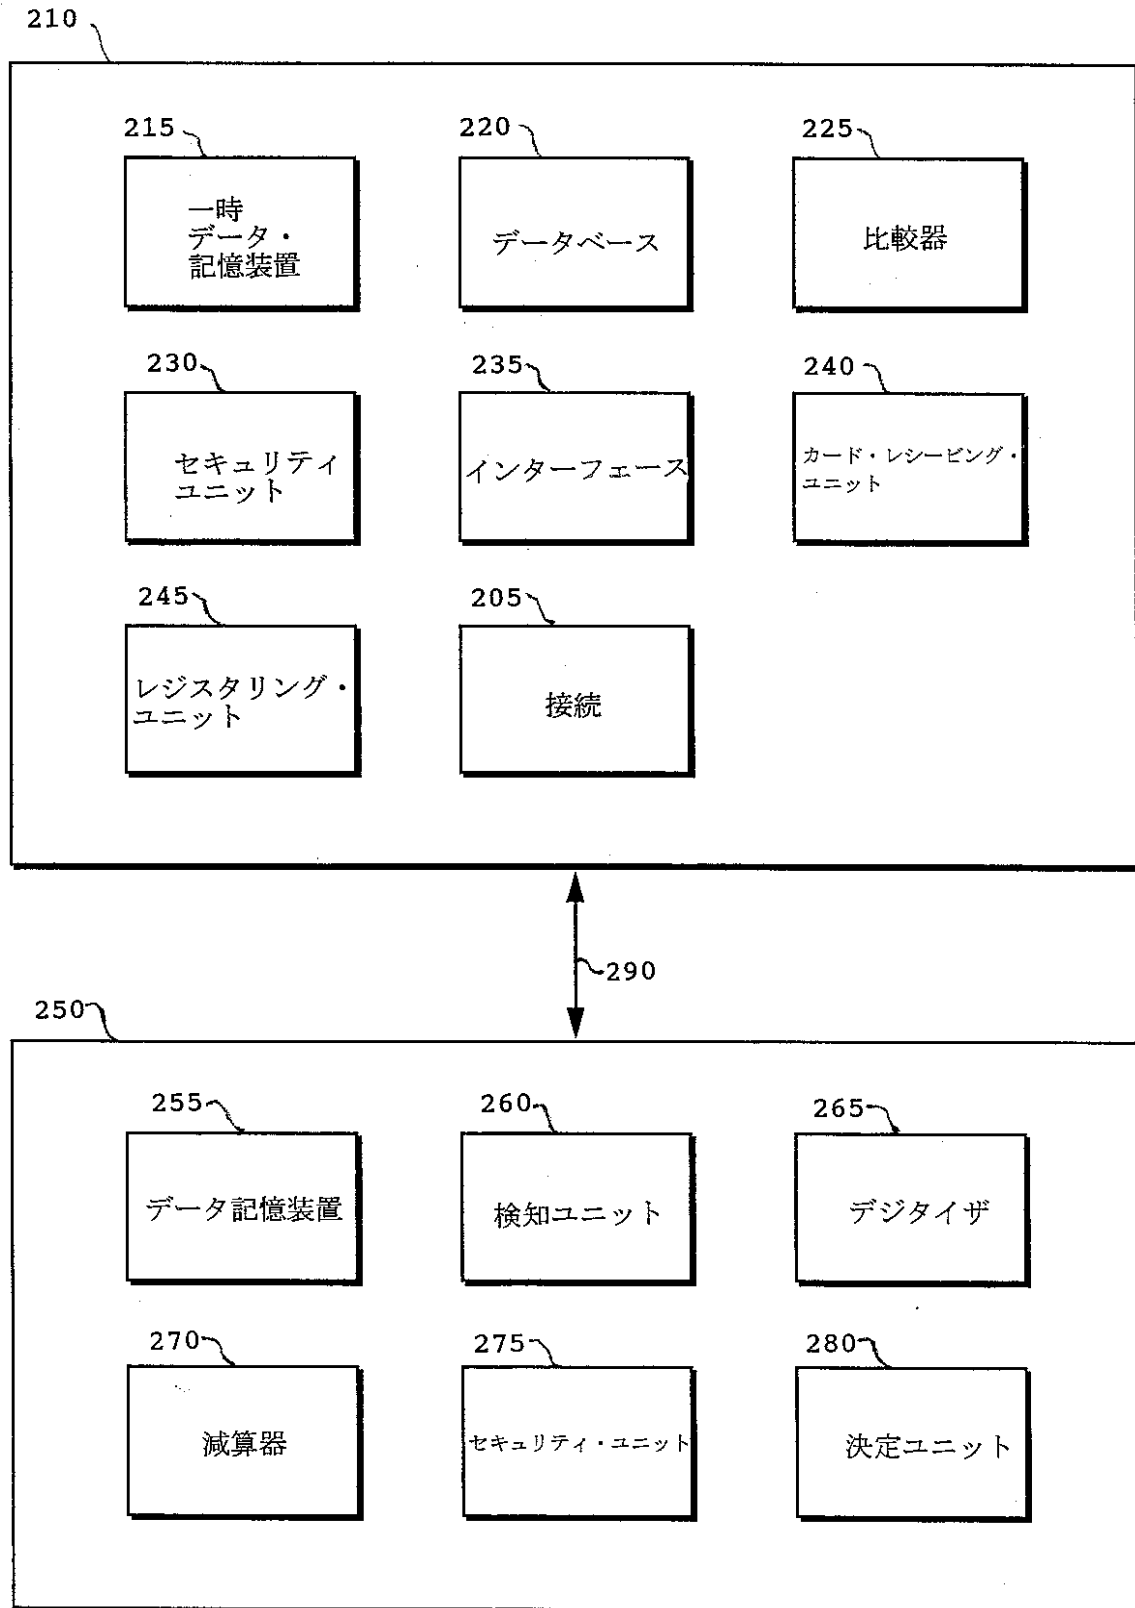 210
215
220
225
一時
データ・
記憶装置
データベース
比較器
230
235
240
セキュリティ
ユニット
インターフェース
カード・レシービング・
ユニット
245
205
レジスタリング・
ユニット
接続
290
250
255
260
265
データ記憶装置
検知ユニット
デジタイザ
270
275
280
減算器
セキュリティ・ユニット
決定ユニット